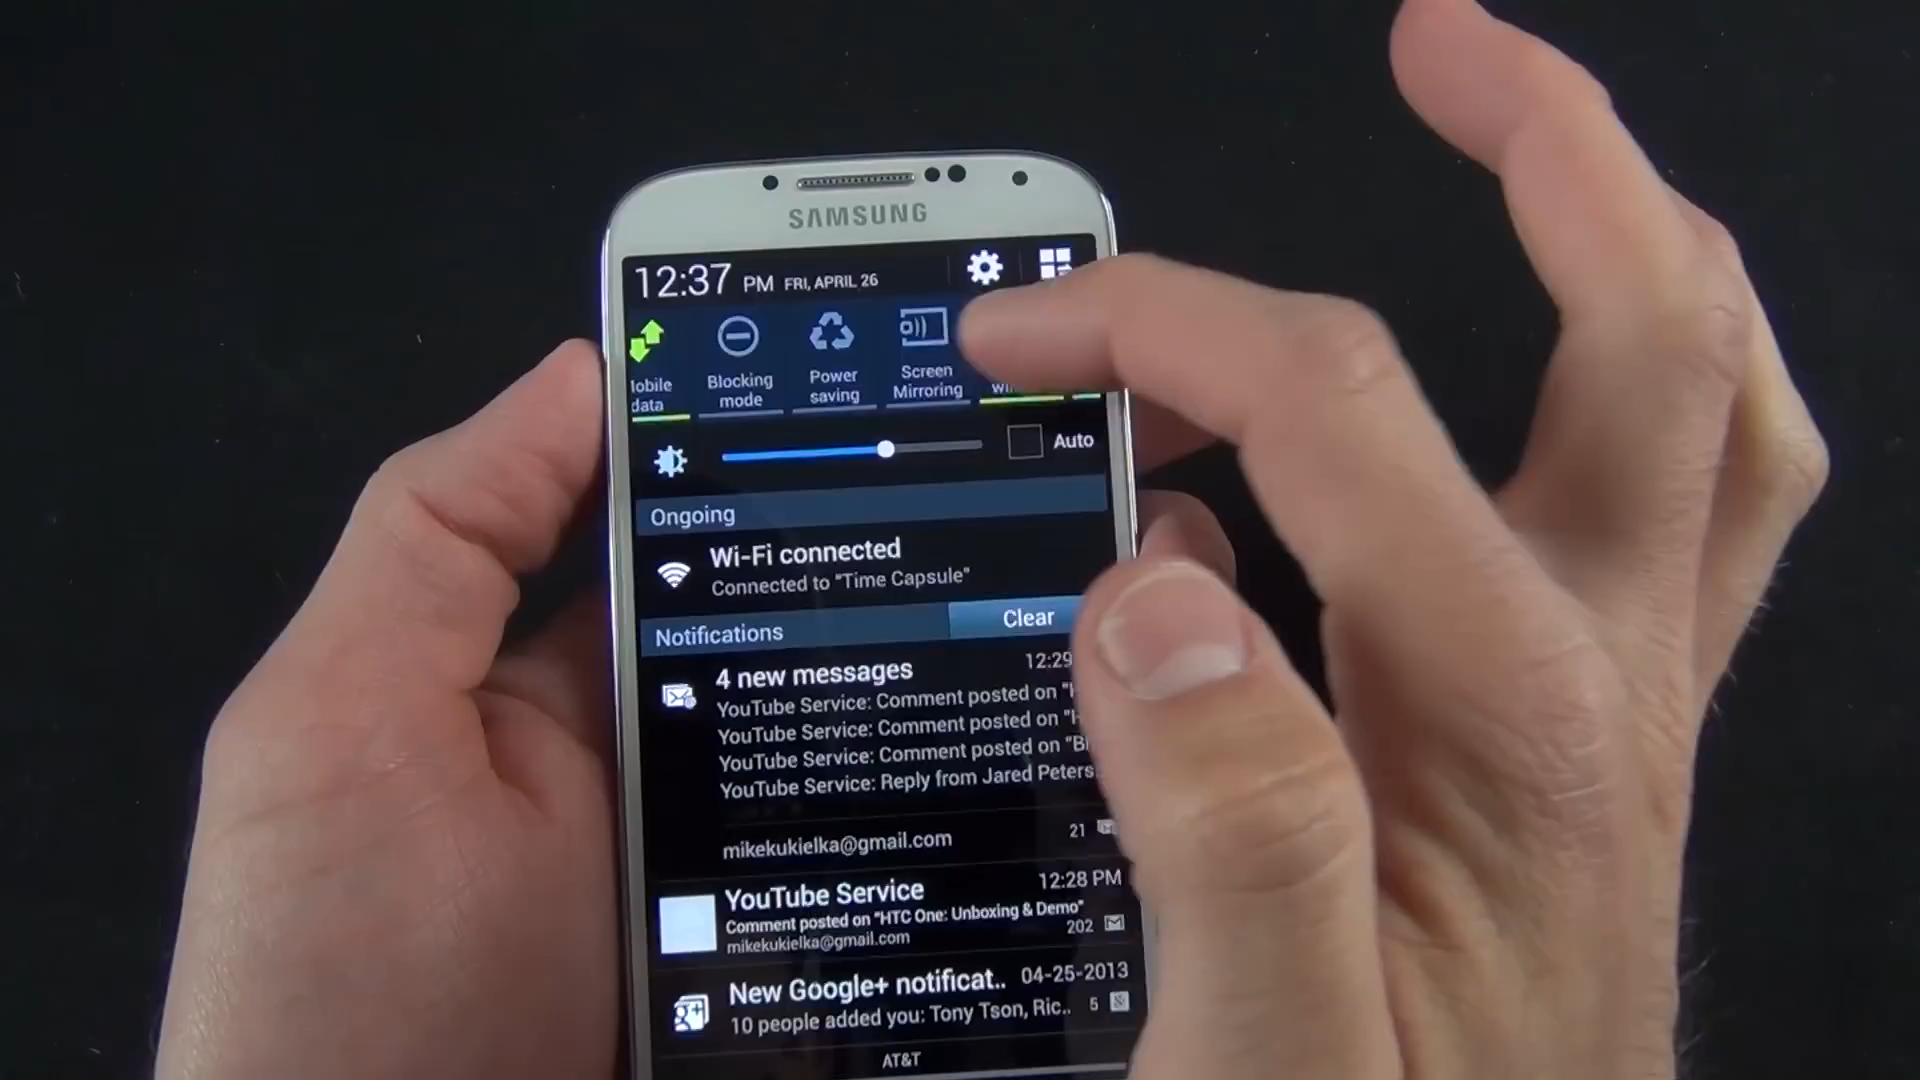 SAMSUNG
12:37 PM FRI, APRIL 26
Mobile data
Blocking mode
Power saving
Screen Mirroring
Auto
Ongoing
Wi-Fi connected
Connected to "Time Capsule"
Notifications
Clear
4 new messages 12:29
YouTube Service: Comment posted on "H
YouTube Service: Comment posted on "H
YouTube Service: Comment posted on "Bl
YouTube Service: Reply from Jared Peters..
mikekukielka@gmail.com 21
YouTube Service 12:28 PM
Comment posted on "HTC One: Unboxing & Demo"
mikekukielka@gmail.com 202
New Google+ notificat.. 04-25-2013
10 people added you: Tony Tson, Ric.. 5
AT&T